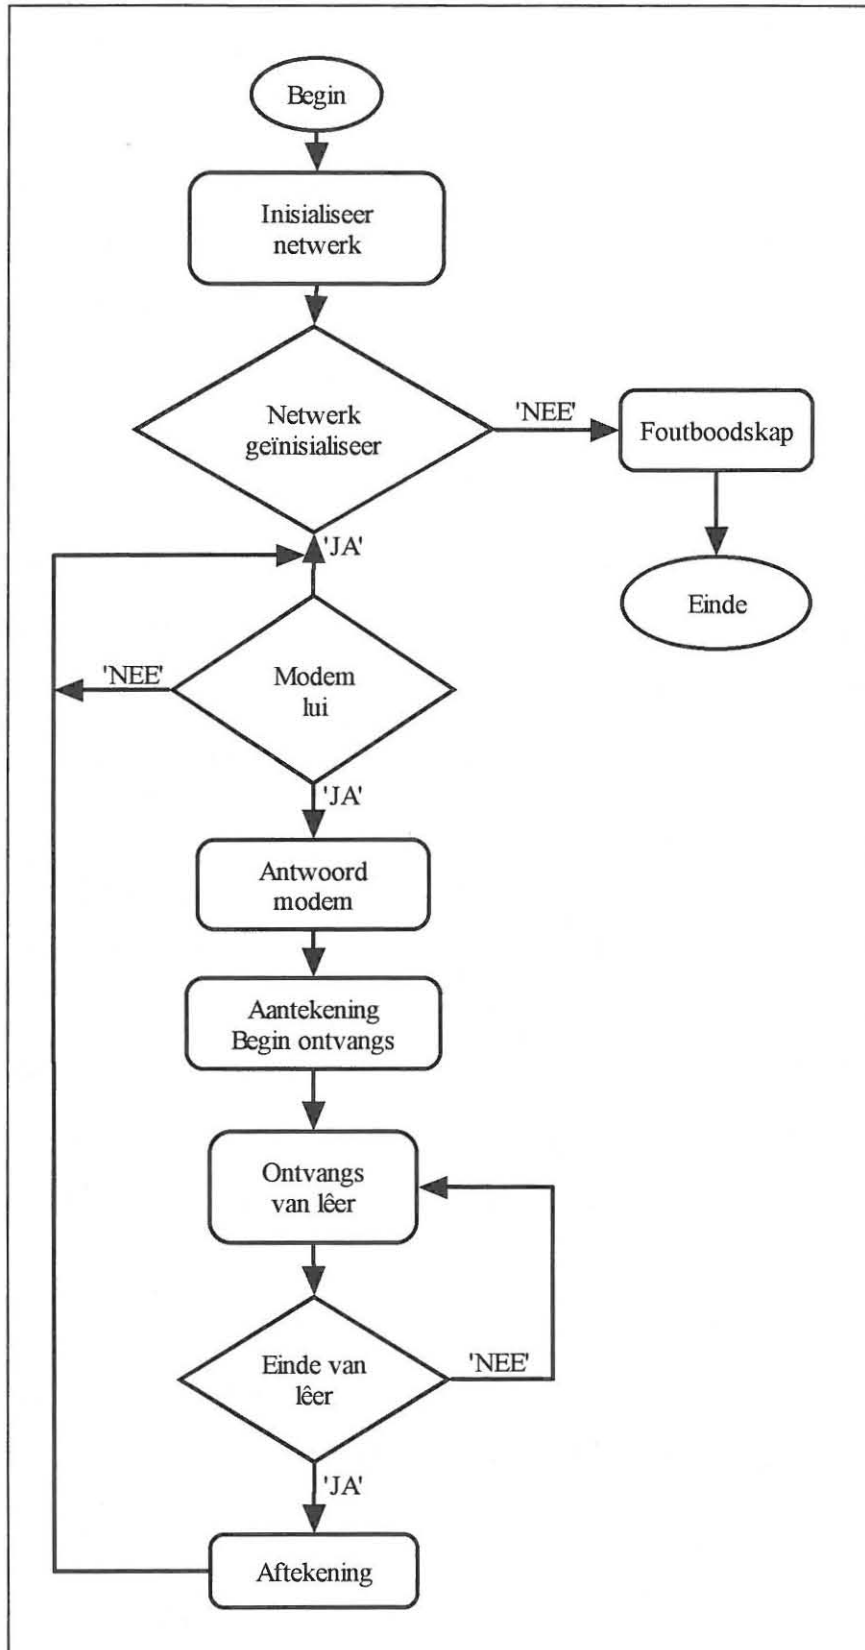 Begin
Inisialiseer
netwerk
Netwerk
geïnisialiseer
'NEE'
Foutboodskap
Einde
'JA'
Modem
lui
'NEE'
'JA'
Antwoord
modem
Aantekening
Begin ontvangs
Ontvangs
van lêer
Einde van
lêer
'NEE'
'JA'
Aftekening